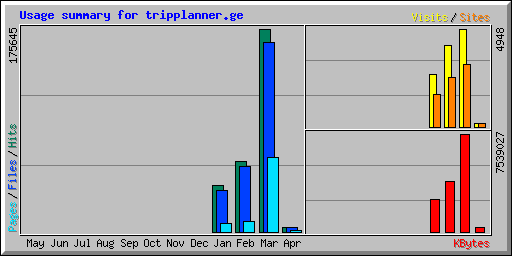 Usage summary for tripplanner.ge
Visits/Sites
175645
4948
Pages/Files/Hits
7539027
May Jun Jul Aug Sep Oct Nov Dec Jan Feb Mar Apr
KBytes